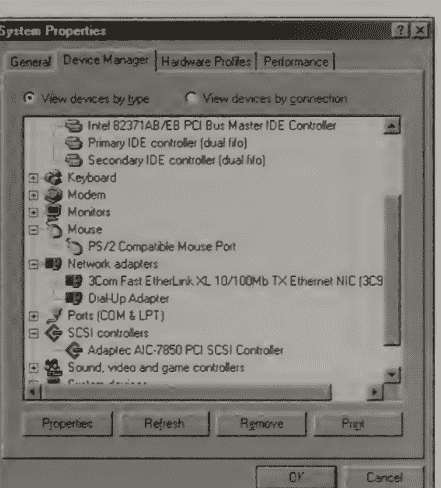 System Properties
General Device Manager Hardware Profiles Performance
View devices by type View devices by connection
Intel 82371AB/EB PCI Bus Master IDE Controller
Primary IDE controller (dual fifo)
Secondary IDE controller (dual fifo)
Keyboard
Modem
Monitors
Mouse
PS/2 Compatible Mouse Port
Network adapters
3Com Fast EtherLink XL 10/100Mb TX Ethernet NIC (3C9
Dial-Up Adapter
Ports (COM & LPT)
SCSI controllers
Adaptec AIC-7850 PCI SCSI Controller
Sound, video and game controllers
System devices
Properties Refresh Remove Print
OK Cancel